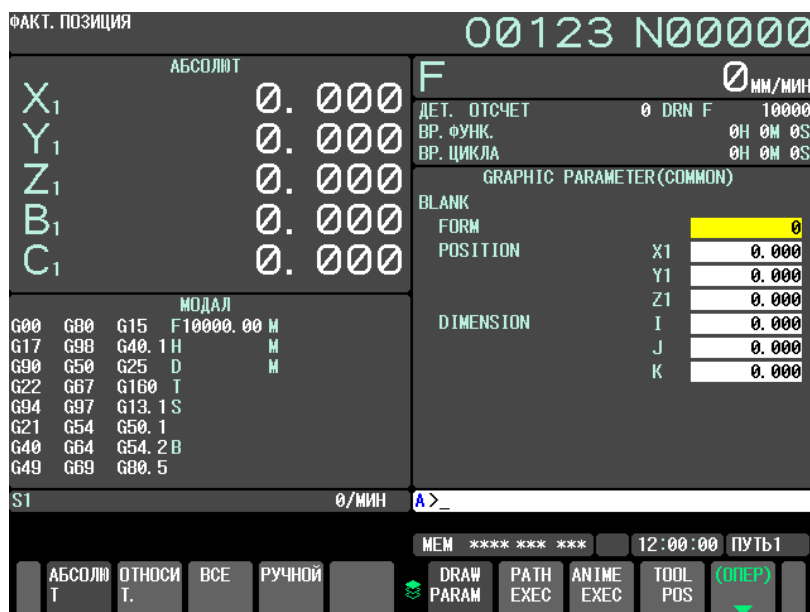 ФАКТ. ПОЗИЦИЯ
O0123 N00000
АБСОЛЮТ
X1 0.000
Y1 0.000
Z1 0.000
B1 0.000
C1 0.000
F 0 ММ/МИН
ДЕТ. ОТСЧЕТ 0 DRN F 10000
ВР. ФУНК. 0H 0M 0S
ВР. ЦИКЛА 0H 0M 0S
GRAPHIC PARAMETER(COMMON)
BLANK
FORM 0
POSITION X1 0.000
Y1 0.000
Z1 0.000
DIMENSION I 0.000
J 0.000
K 0.000
МОДАЛ
G00 G80 G15 F10000.00 M
G17 G98 G40.1 H M
G90 G50 G25 D M
G22 G67 G160 T
G94 G97 G13.1 S
G21 G54 G50.1
G40 G64 G54.2 B
G49 G69 G80.5
S1 0/МИН
A>_
MEM **** *** *** 12:00:00 ПУТЬ1
АБСОЛЮ ОТНОСИ ВСЕ РУЧНОЙ DRAW PATH ANIME TOOL (ОПЕР)
Т Т. PARAM EXEC EXEC POS